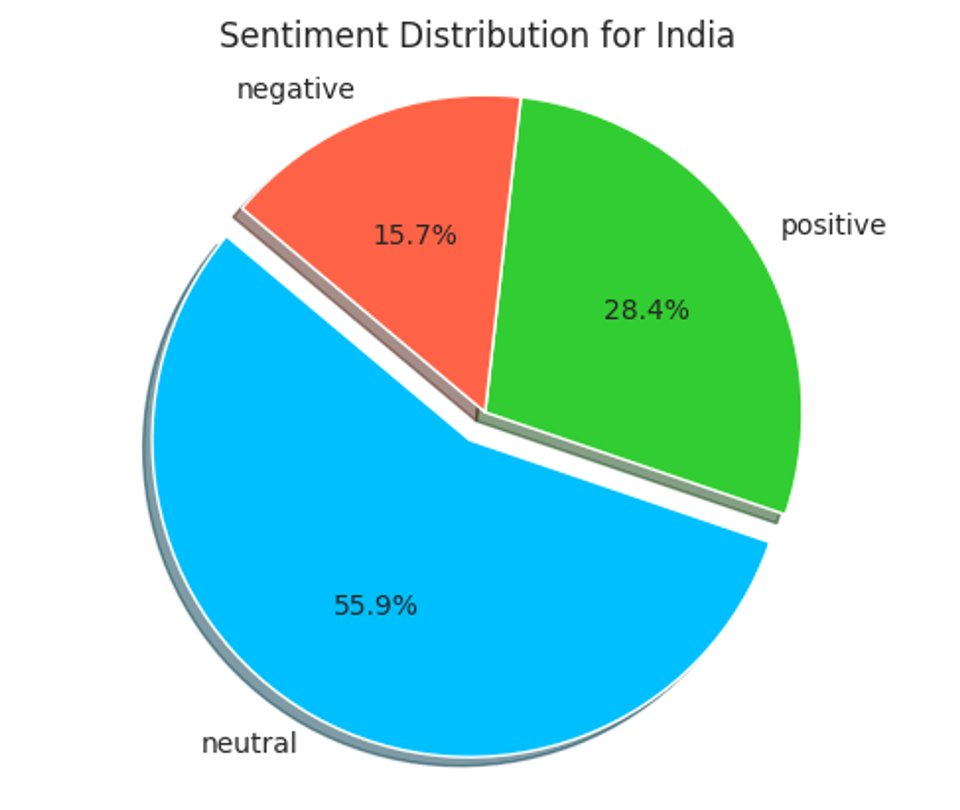 Sentiment Distribution for India
negative
positive
15.7%
28.4%
55.9%
neutral